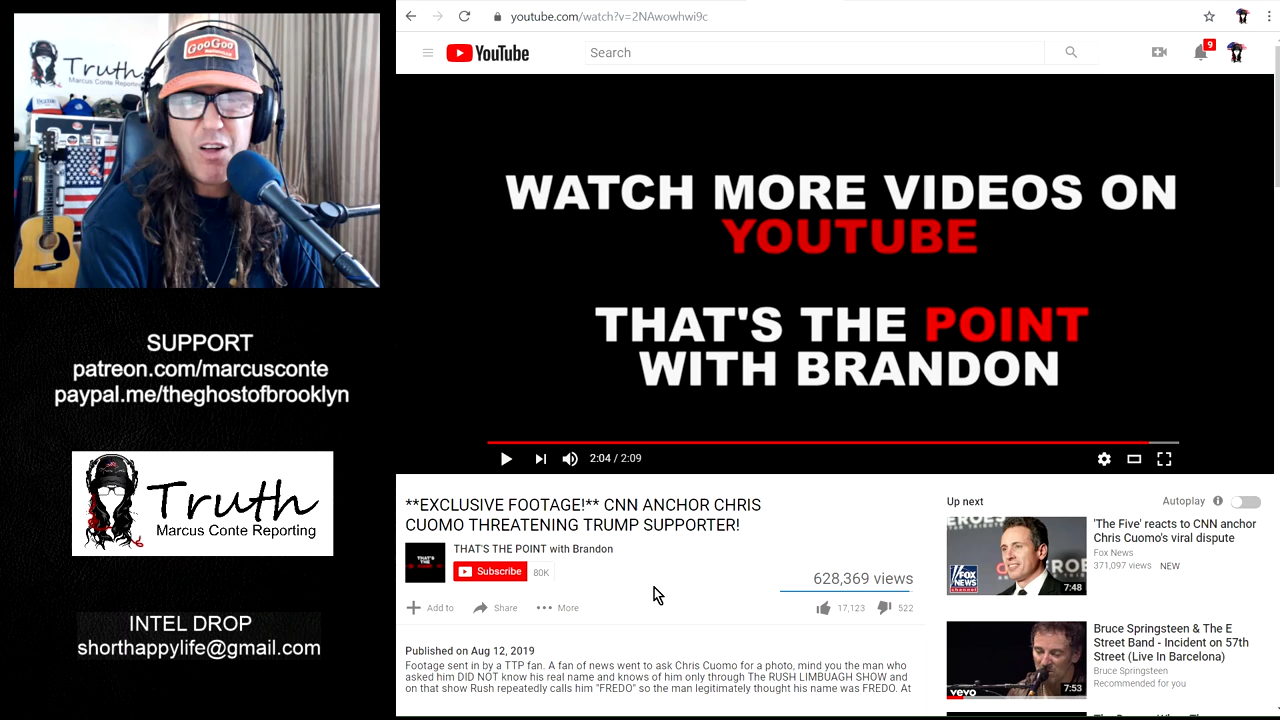 GooGoo
Truth
Marcus Conte Reporting
SUPPORT
patreon.com/marcusconte
paypal.me/theghostofbrooklyn
Truth
Marcus Conte Reporting
INTEL DROP
shorthappylife@gmail.com
youtube.com/watch?v=2NAwowhwi9c
YouTube
Search
9
WATCH MORE VIDEOS ON
YOUTUBE
THAT'S THE POINT
WITH BRANDON
2:04 / 2:09
**EXCLUSIVE FOOTAGE!** CNN ANCHOR CHRIS
CUOMO THREATENING TRUMP SUPPORTER!
THAT'S THE POINT with Brandon
Subscribe 80K
628,369 views
Add to Share More
17,123 522
Published on Aug 12, 2019
Footage sent in by a TTP fan. A fan of news went to ask Chris Cuomo for a photo, mind you the man who
asked him DID NOT know his real name and knows of him only through The RUSH LIMBUAGH SHOW and
on that show Rush repeatedly calls him "FREDO" so the man legitimately thought his name was FREDO. At
Up next
Autoplay
FOX
NEWS
channel
7:48
'The Five' reacts to CNN anchor
Chris Cuomo's viral dispute
Fox News
371,097 views NEW
vevo
7:53
Bruce Springsteen & The E
Street Band - Incident on 57th
Street (Live In Barcelona)
Bruce Springsteen
Recommended for you